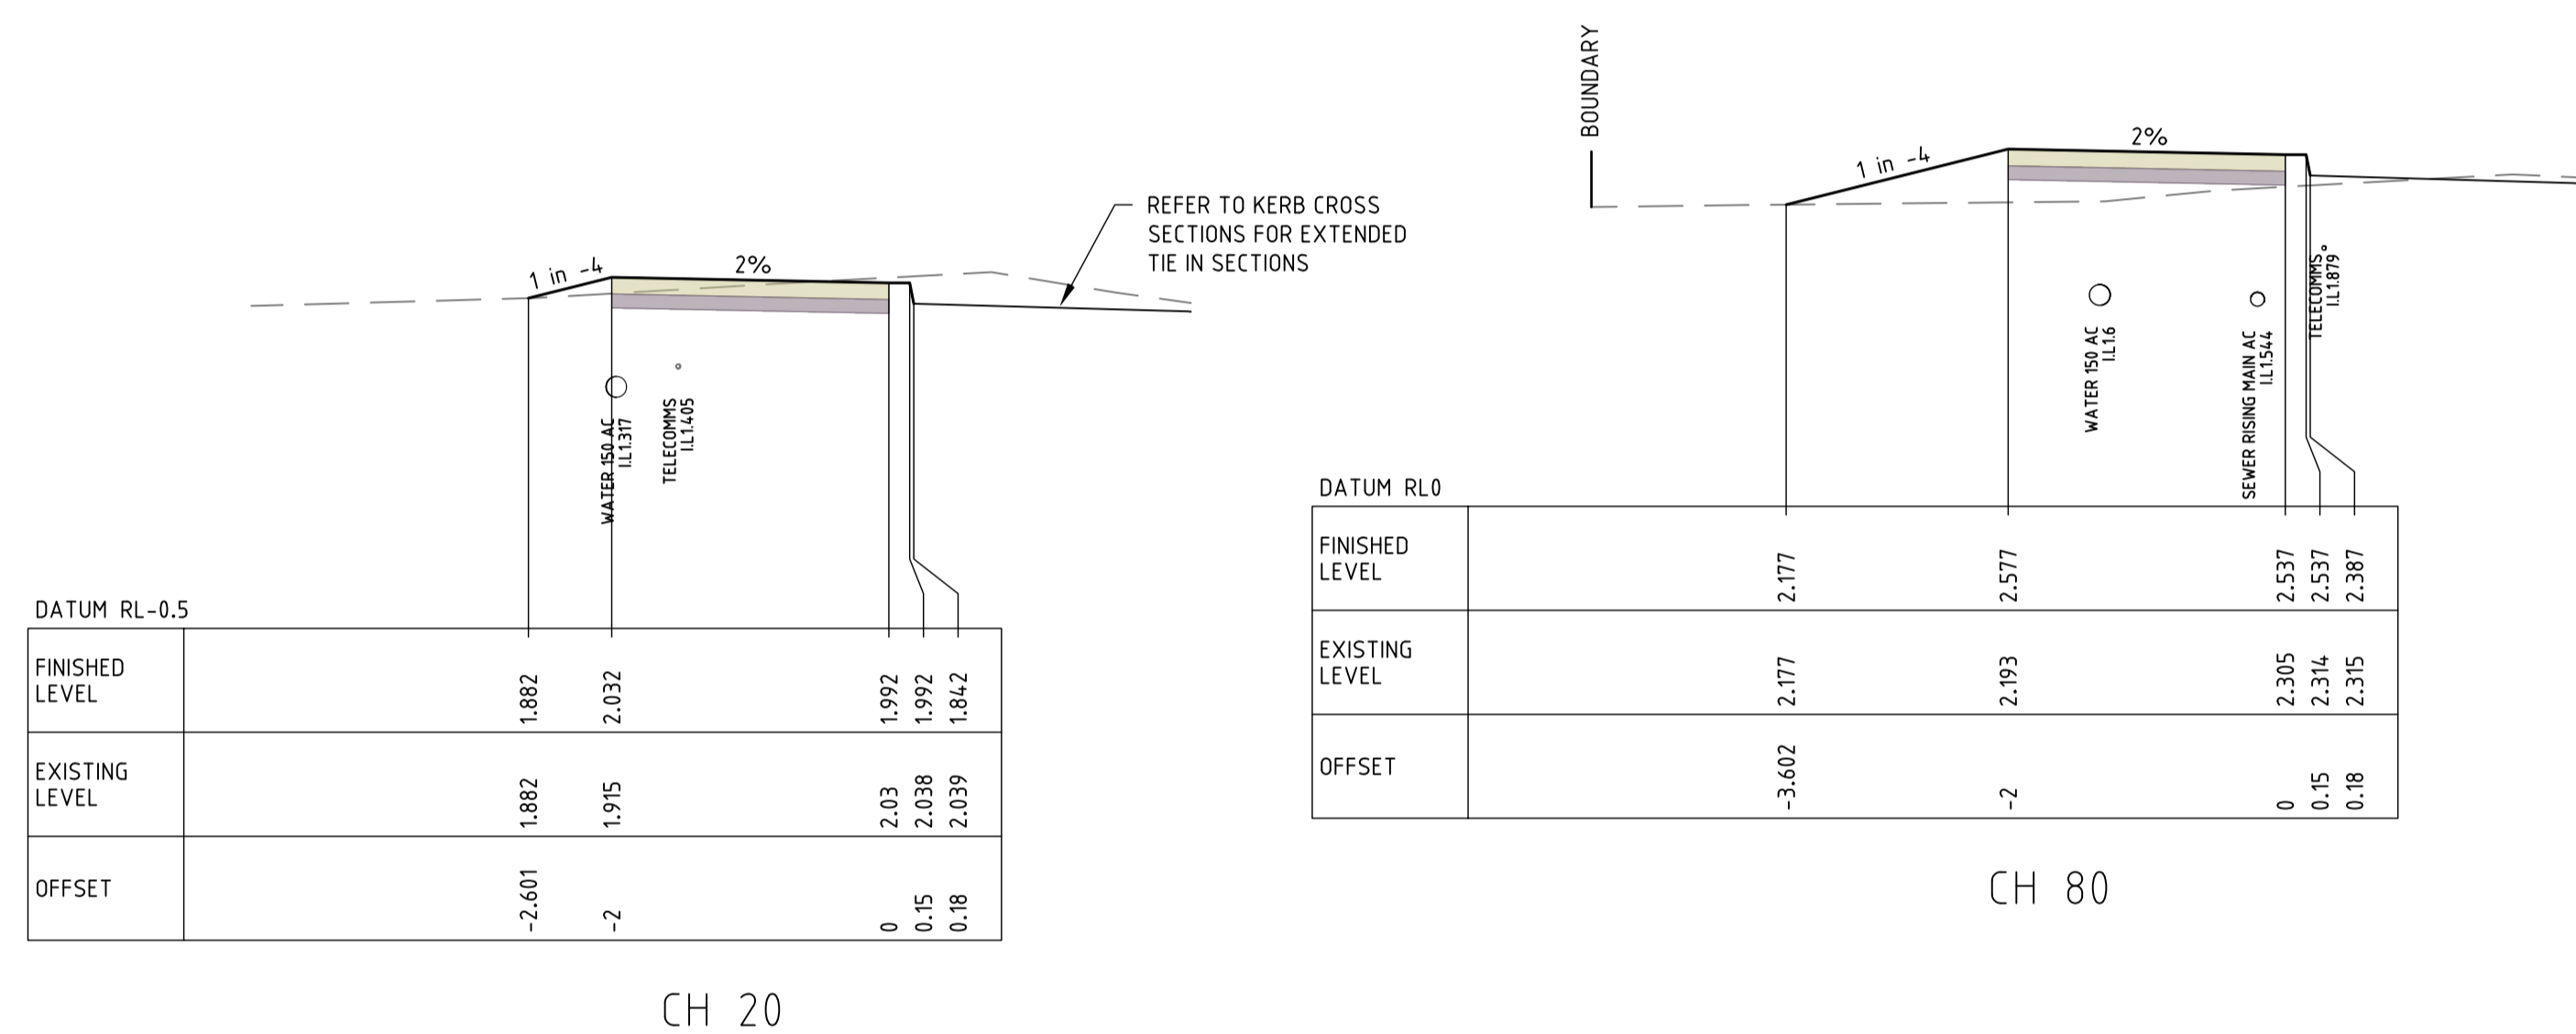 1 in -4
2%
REFER TO KERB CROSS
SECTIONS FOR EXTENDED
TIE IN SECTIONS
WATER 150 AC
I.L1.317
TELECOMMS
I.L1.405
DATUM RL-0.5
FINISHED
LEVEL
1.882 2.032 1.992 1.992 1.842
EXISTING
LEVEL
1.882 1.915 2.03 2.038 2.039
OFFSET
-2.601 -2 0 0.15 0.18
CH 20
BOUNDARY
1 in -4
2%
WATER 150 AC
I.L1.6
SEWER RISING MAIN AC
I.L1.544
TELECOMMS
I.L1.879
DATUM RL0
FINISHED
LEVEL
2.177 2.577 2.537 2.537 2.387
EXISTING
LEVEL
2.177 2.193 2.305 2.314 2.315
OFFSET
-3.602 -2 0 0.15 0.18
CH 80